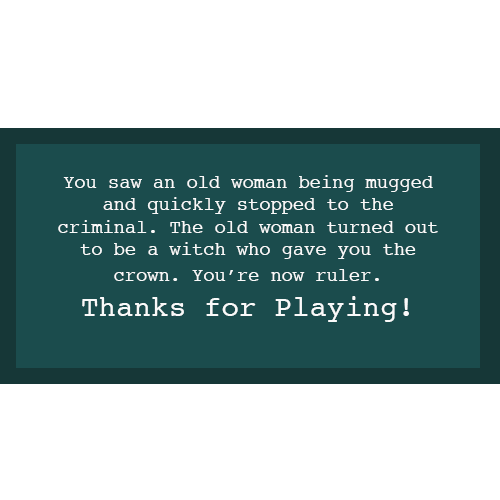 You saw an old woman being mugged
and quickly stopped to the
criminal. The old woman turned out
to be a witch who gave you the
crown. You’re now ruler.
Thanks for Playing!